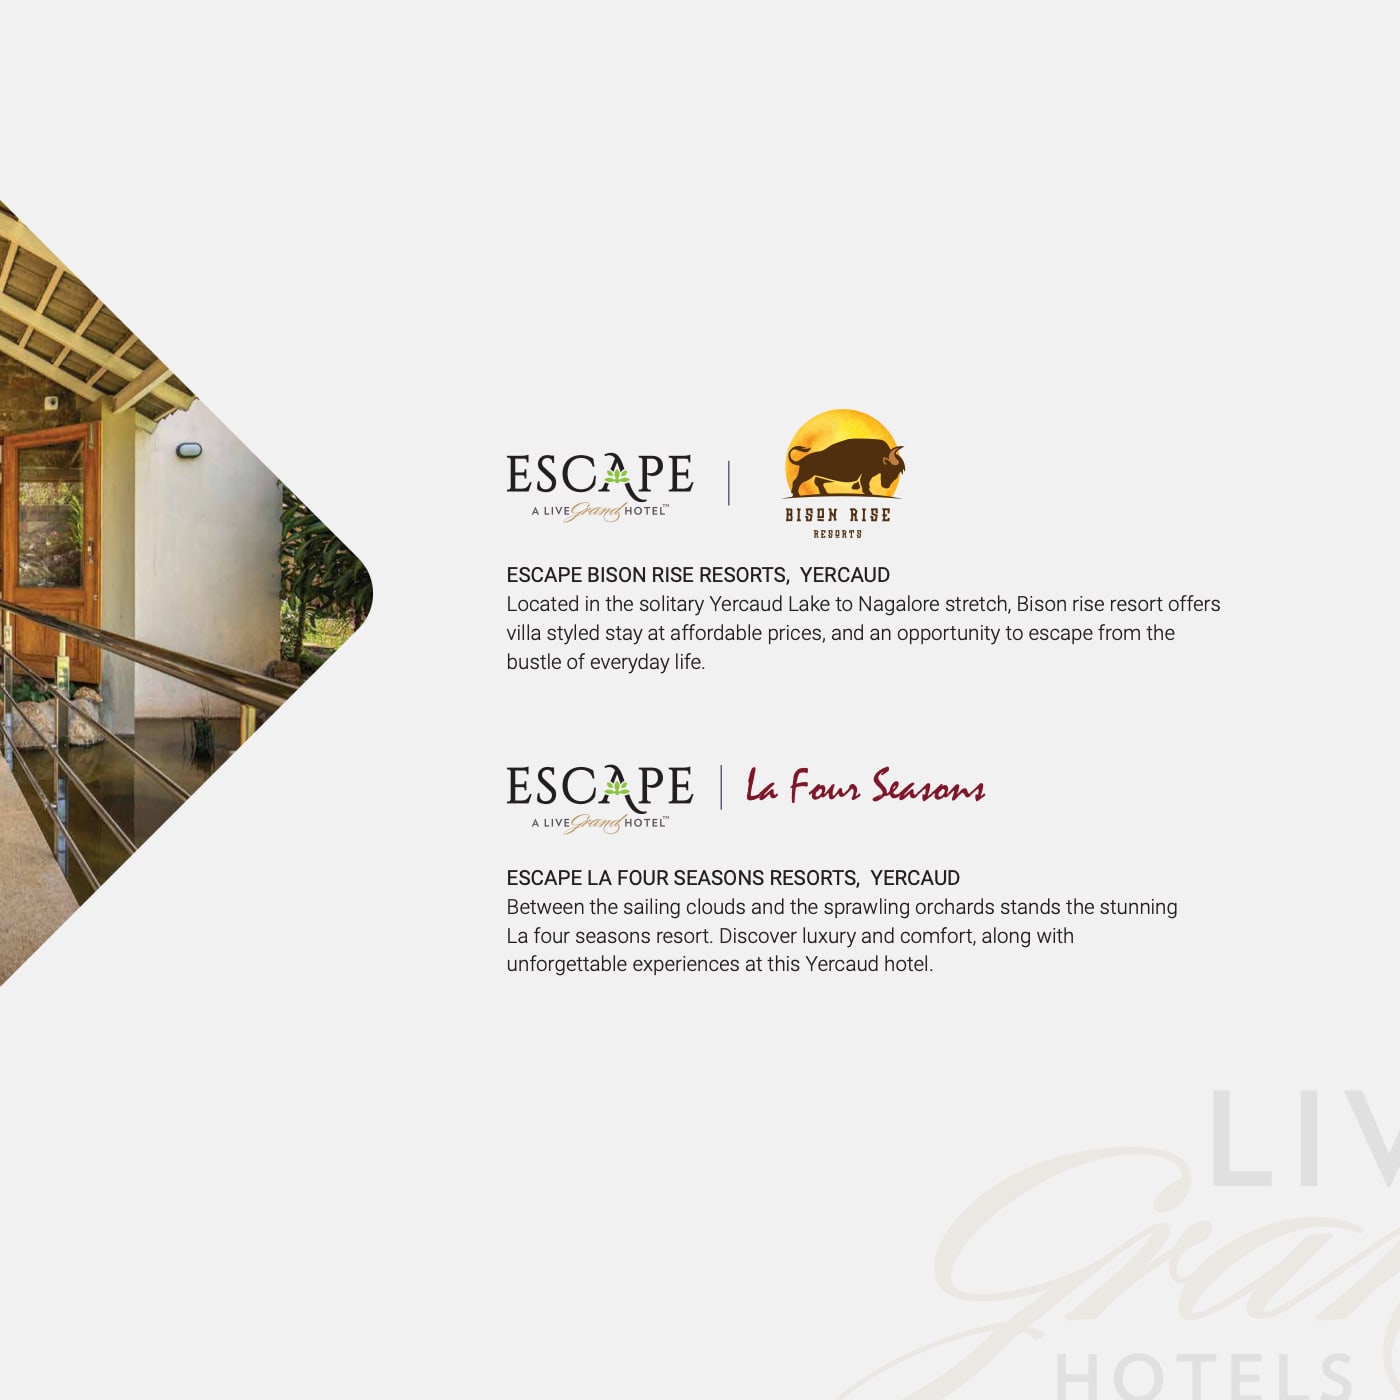 ESCAPE
A LIVE Grand HOTEL™
BISON RISE
RESORTS
ESCAPE BISON RISE RESORTS,  YERCAUD
Located in the solitary Yercaud Lake to Nagalore stretch, Bison rise resort offers
villa styled stay at affordable prices, and an opportunity to escape from the
bustle of everyday life.
ESCAPE
La Four Seasons
A LIVE Grand HOTEL™
ESCAPE LA FOUR SEASONS RESORTS,  YERCAUD
Between the sailing clouds and the sprawling orchards stands the stunning
La four seasons resort. Discover luxury and comfort, along with
unforgettable experiences at this Yercaud hotel.
LIV
Gran
HOTELS